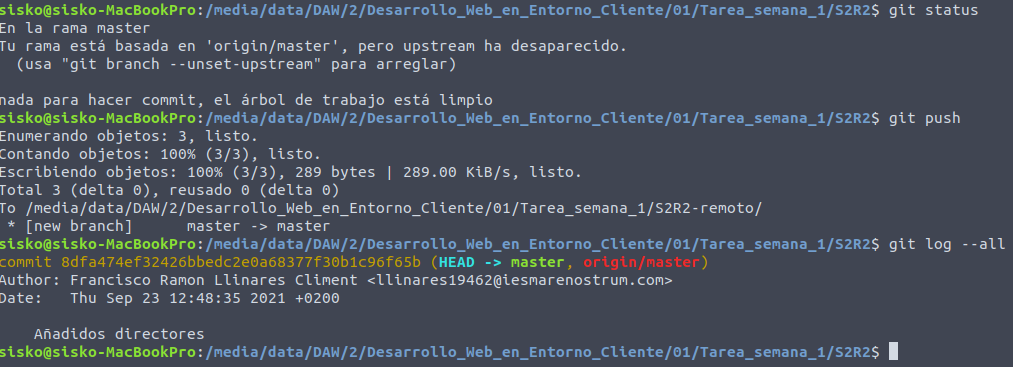 sisko@sisko-MacBookPro:/media/data/DAW/2/Desarrollo_Web_en_Entorno_Cliente/01/Tarea_semana_1/S2R2$ git status
En la rama master
Tu rama está basada en 'origin/master', pero upstream ha desaparecido.
  (usa "git branch --unset-upstream" para arreglar)

nada para hacer commit, el árbol de trabajo está limpio
sisko@sisko-MacBookPro:/media/data/DAW/2/Desarrollo_Web_en_Entorno_Cliente/01/Tarea_semana_1/S2R2$ git push
Enumerando objetos: 3, listo.
Contando objetos: 100% (3/3), listo.
Escribiendo objetos: 100% (3/3), 289 bytes | 289.00 KiB/s, listo.
Total 3 (delta 0), reusado 0 (delta 0)
To /media/data/DAW/2/Desarrollo_Web_en_Entorno_Cliente/01/Tarea_semana_1/S2R2-remoto/
 * [new branch]      master -> master
sisko@sisko-MacBookPro:/media/data/DAW/2/Desarrollo_Web_en_Entorno_Cliente/01/Tarea_semana_1/S2R2$ git log --all
commit 8dfa474ef32426bbedc2e0a68377f30b1c96f65b (HEAD -> master, origin/master)
Author: Francisco Ramon Llinares Climent <llinares19462@iesmarenostrum.com>
Date:   Thu Sep 23 12:48:35 2021 +0200

    Añadidos directores
sisko@sisko-MacBookPro:/media/data/DAW/2/Desarrollo_Web_en_Entorno_Cliente/01/Tarea_semana_1/S2R2$